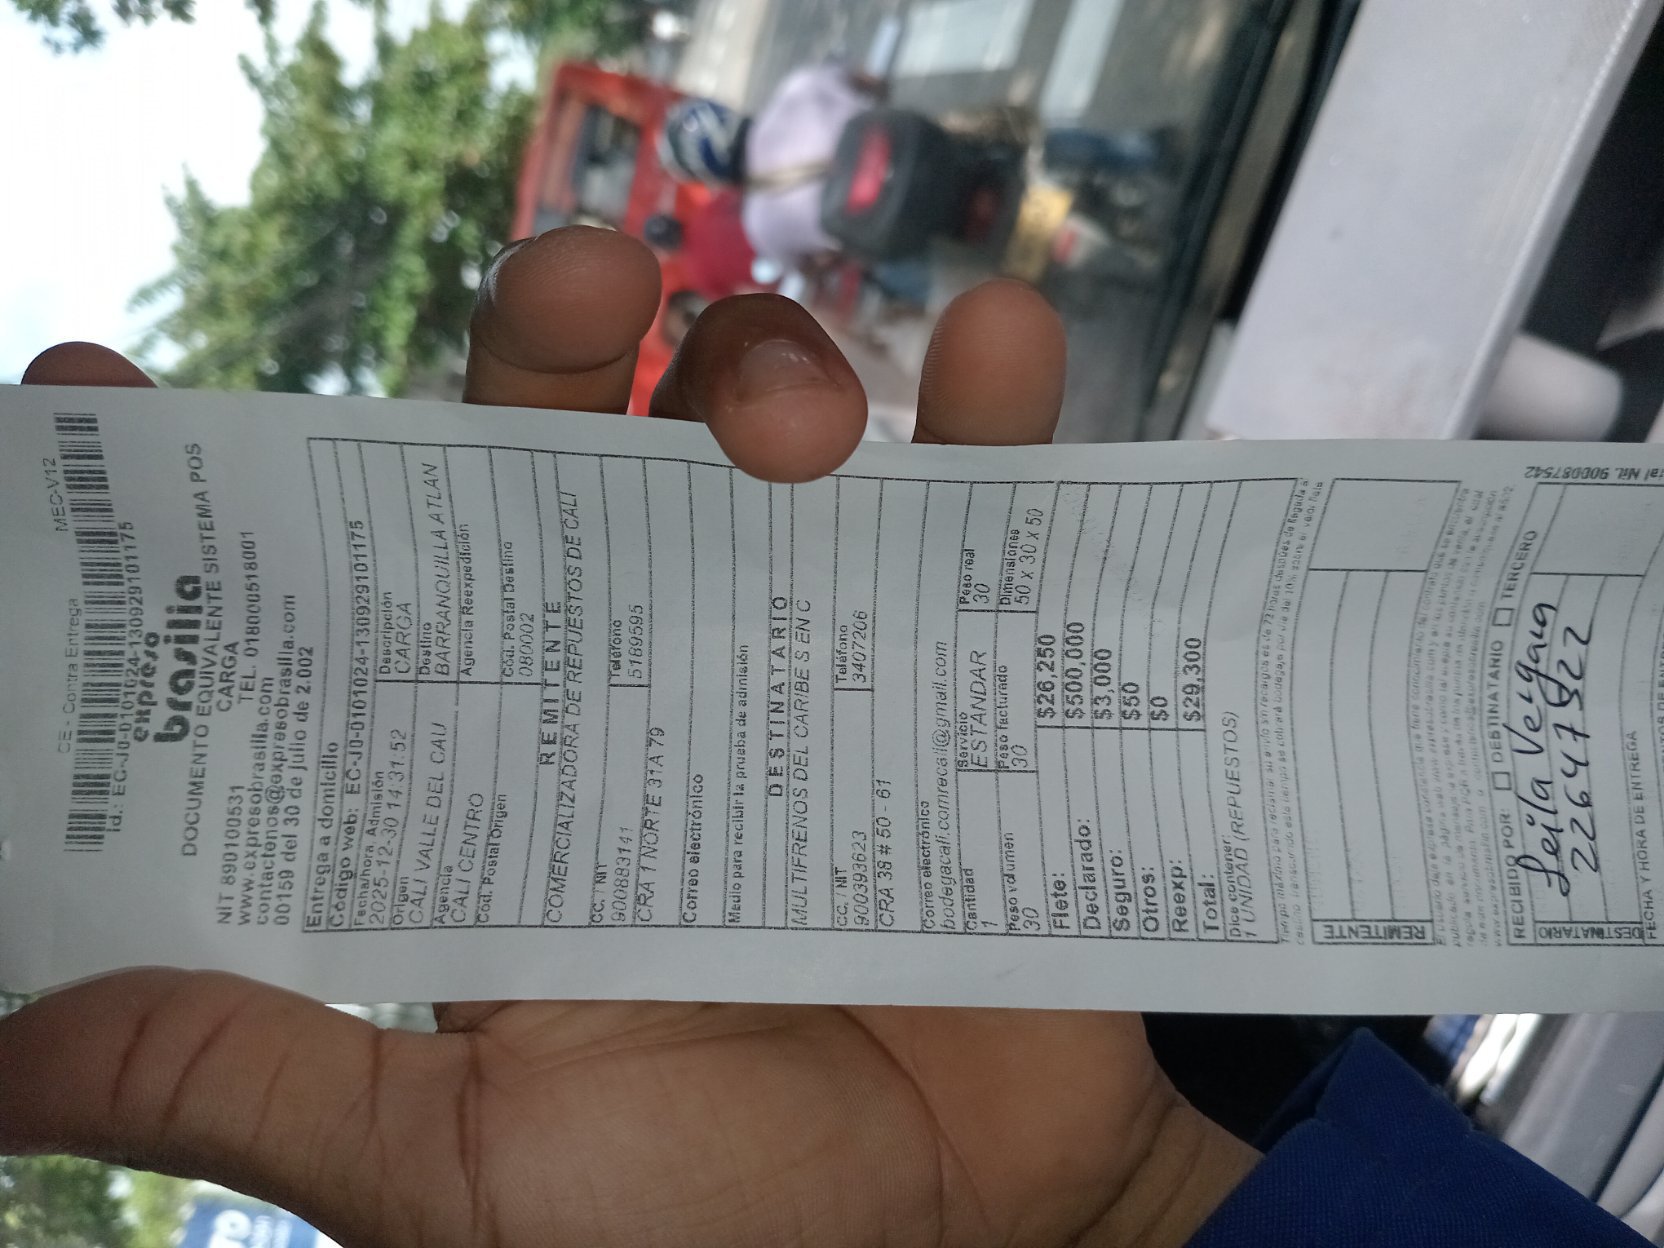 CE - Contra Entrega MEC-V12
id.: EC-J0-0101024-130929101175
expreso
brasilia
DOCUMENTO EQUIVALENTE SISTEMA POS
CARGA
NIT 890100531 TEL. 018000518001
www.expresobrasilia.com
contactenos@expresobrasilia.com
00159 del 30 de julio de 2.002
Entrega a domicilio
Código web: EC-J0-0101024-130929101175
Fecha/hora Admisión Descripción
2025-12-30 14:31:52 CARGA
Origen Destino
CALI VALLE DEL CAU BARRANQUILLA ATLAN
Agencia Agencia Reexpedición
CALI CENTRO
Cód. Postal Origen Cód. Postal Destino
080002
REMITENTE
COMERCIALIZADORA DE REPUESTOS DE CALI
CC. / NIT Teléfono
900883141 5189595
CRA 1 NORTE 31A 79
Correo electrónico
Medio para recibir la prueba de admisión
DESTINATARIO
MULTIFRENOS DEL CARIBE S EN C
CC. / NIT Teléfono
900393623 3407206
CRA 38 # 50 - 61
Correo electrónico
bodegacali.comrecali@gmail.com
Cantidad Servicio Peso real
1 ESTANDAR 30
Peso volumen Peso facturado Dimensiones
30 30 50 x 30 x 50
Flete: $26,250
Declarado: $500,000
Seguro: $3,000
Otros: $50
Reexp: $0
Total: $29,300
Dice contener:
1 UNIDAD (REPUESTOS)
REMITENTE
RECIBIDO POR: DESTINATARIO TERCERO
DESTINATARIO
Leila Vergara
22647522
FECHA Y HORA DE ENTREGA
Nit. 900087542